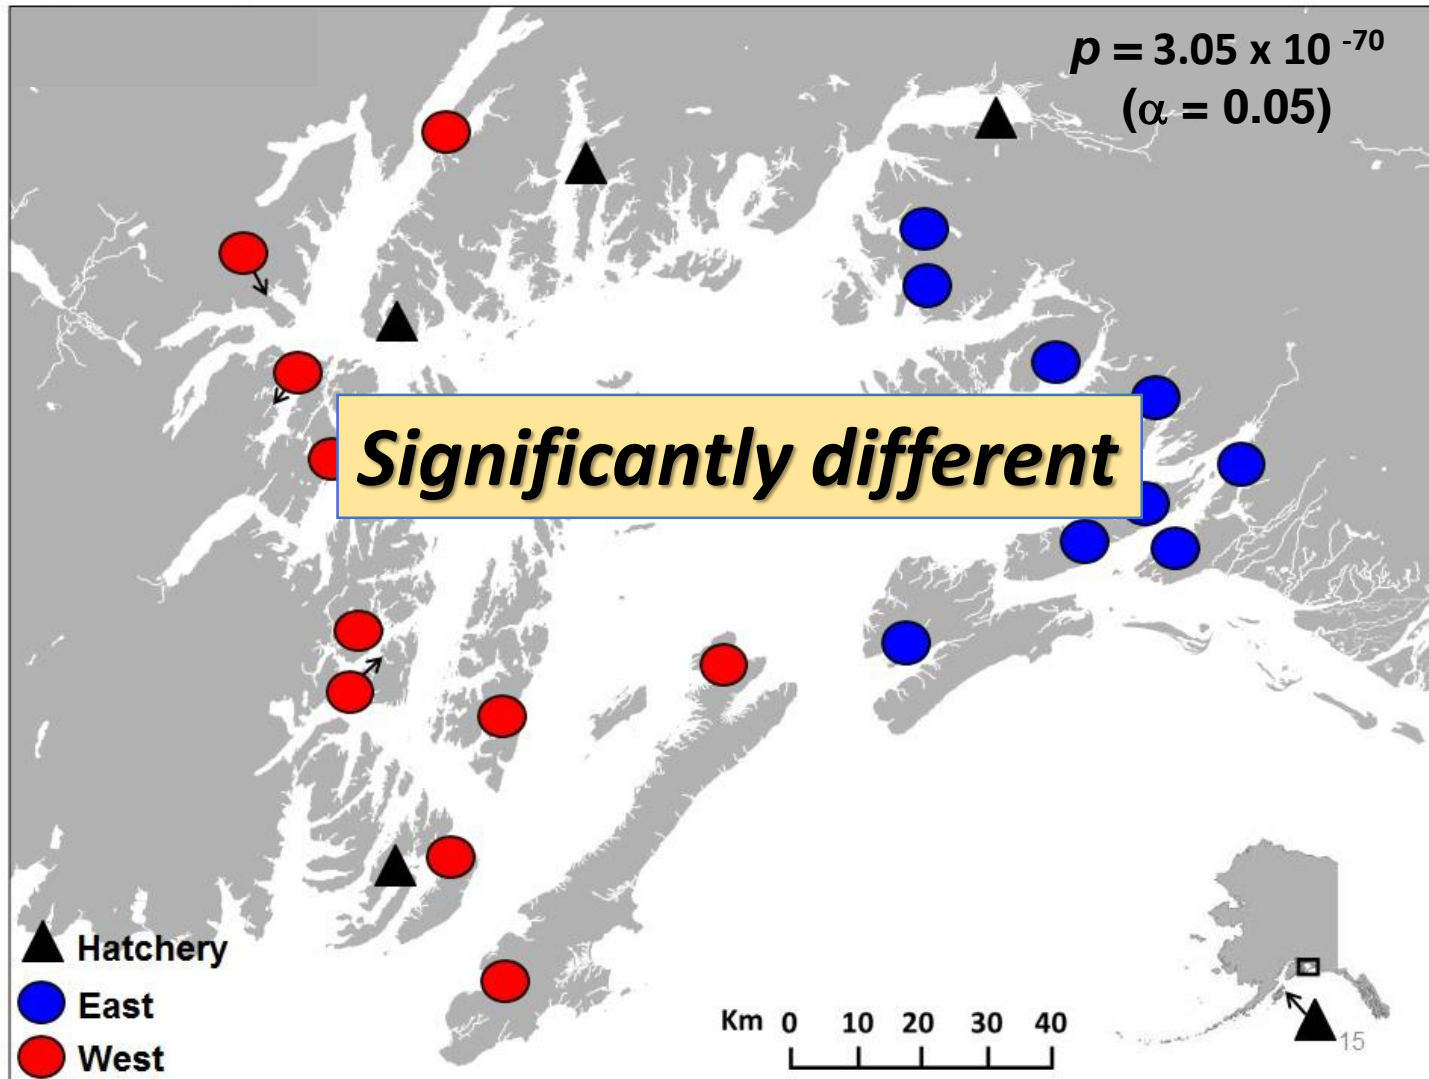 p = 3.05 x 10 -70
(α = 0.05)
Significantly different
Hatchery
East
West
Km 0 10 20 30 40
15